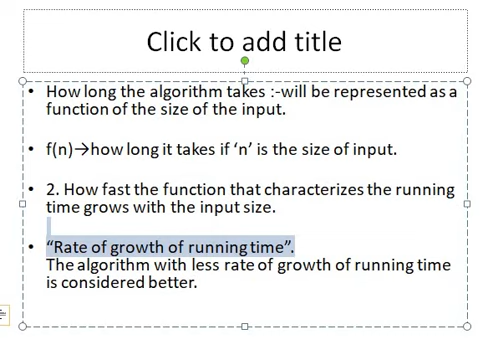 Click to add title
• How long the algorithm takes :-will be represented as a
function of the size of the input.
• f(n)→how long it takes if ‘n’ is the size of input.
• 2. How fast the function that characterizes the running
time grows with the input size.
• “Rate of growth of running time”.
The algorithm with less rate of growth of running time
is considered better.